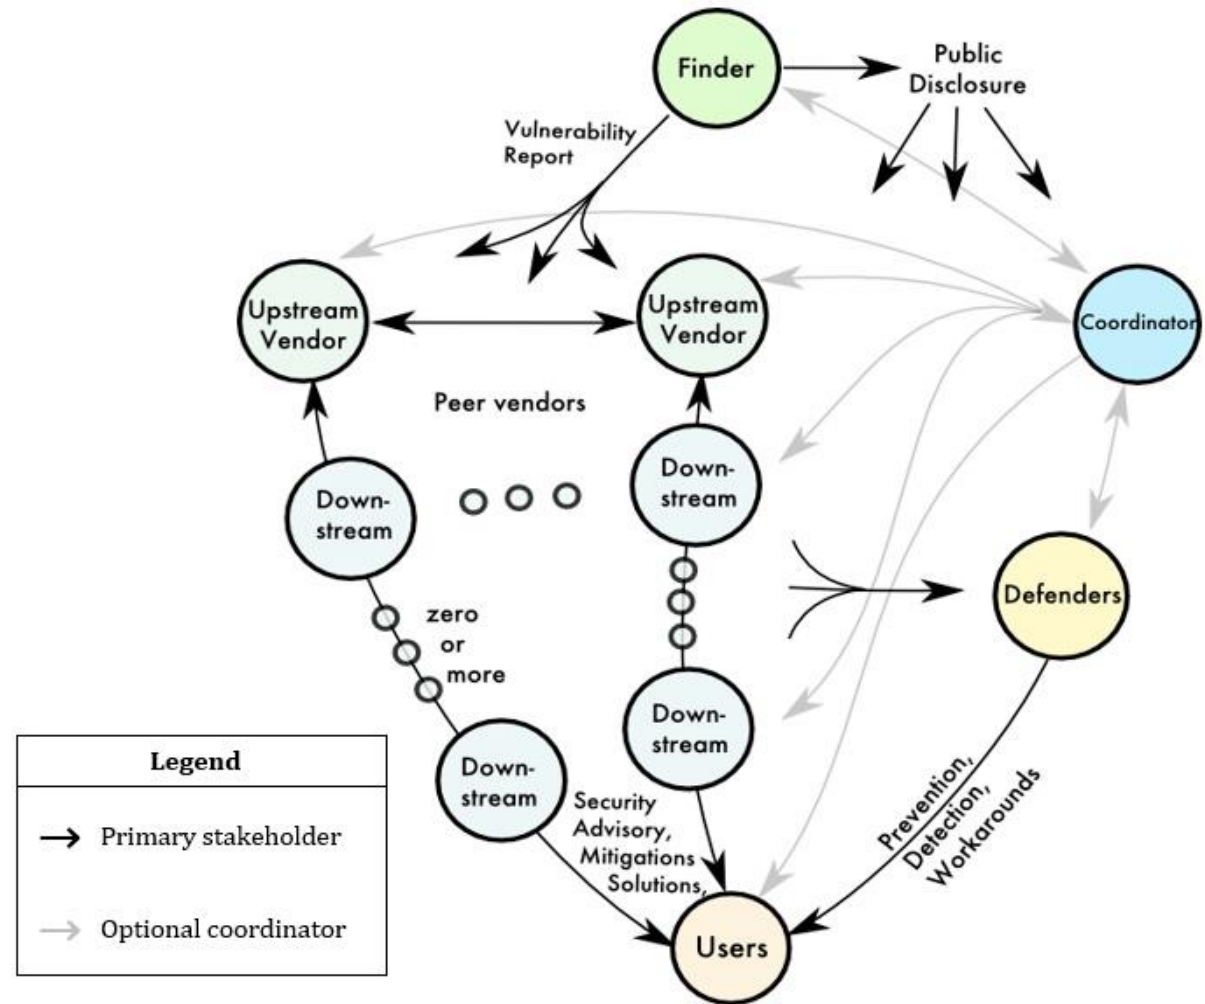 Finder
Public
Disclosure
Vulnerability
Report
Upstream
Vendor
Upstream
Vendor
Coordinator
Peer vendors
Down-
stream
Down-
stream
Defenders
zero
or
more
Down-
stream
Down-
stream
Security
Advisory,
Mitigations
Solutions,
Prevention,
Detection,
Workarounds
Users
Legend
Primary stakeholder
Optional coordinator